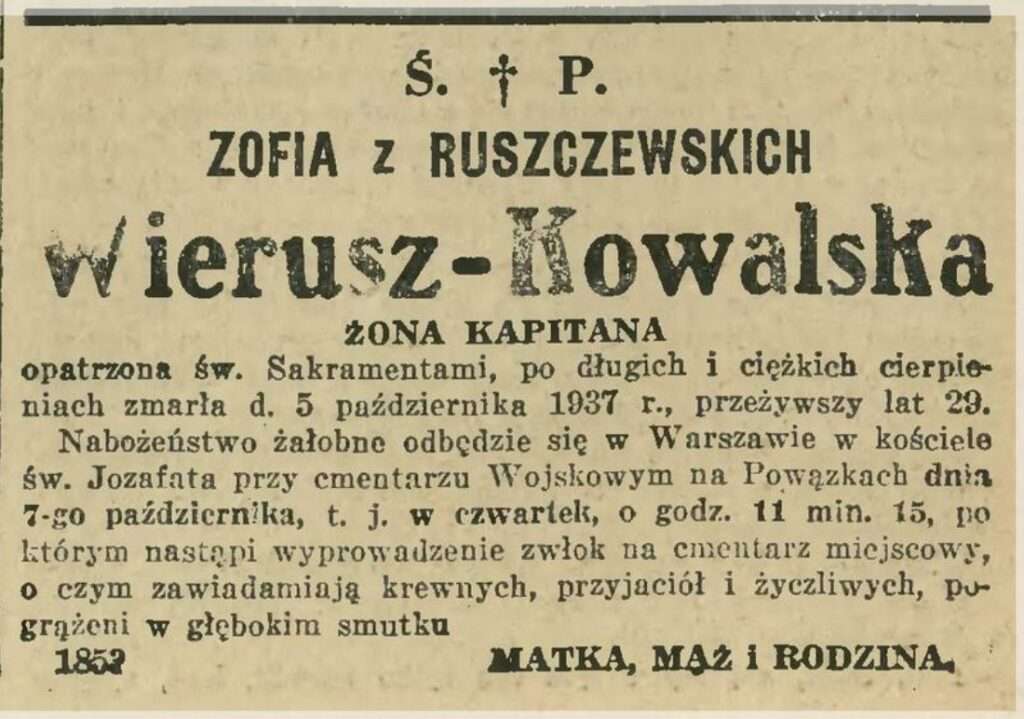 Ś. † P.
ZOFIA z RUSZCZEWSKICH
Wierusz-Kowalska
ŻONA KAPITANA
opatrzona św. Sakramentami, po długich i ciężkich cierpie-
niach zmarła d. 5 października 1937 r., przeżywszy lat 29.
Nabożeństwo żałobne odbędzie się w Warszawie w kościele
św. Jozafata przy cmentarzu Wojskowym na Powązkach dnia
7-go października, t. j. w czwartek, o godz. 11 min. 15, po
którym nastąpi wyprowadzenie zwłok na cmentarz miejscowy,
o czym zawiadamiają krewnych, przyjaciół i życzliwych, po-
grążeni w głębokim smutku
MATKA, MĄŻ i RODZINA.